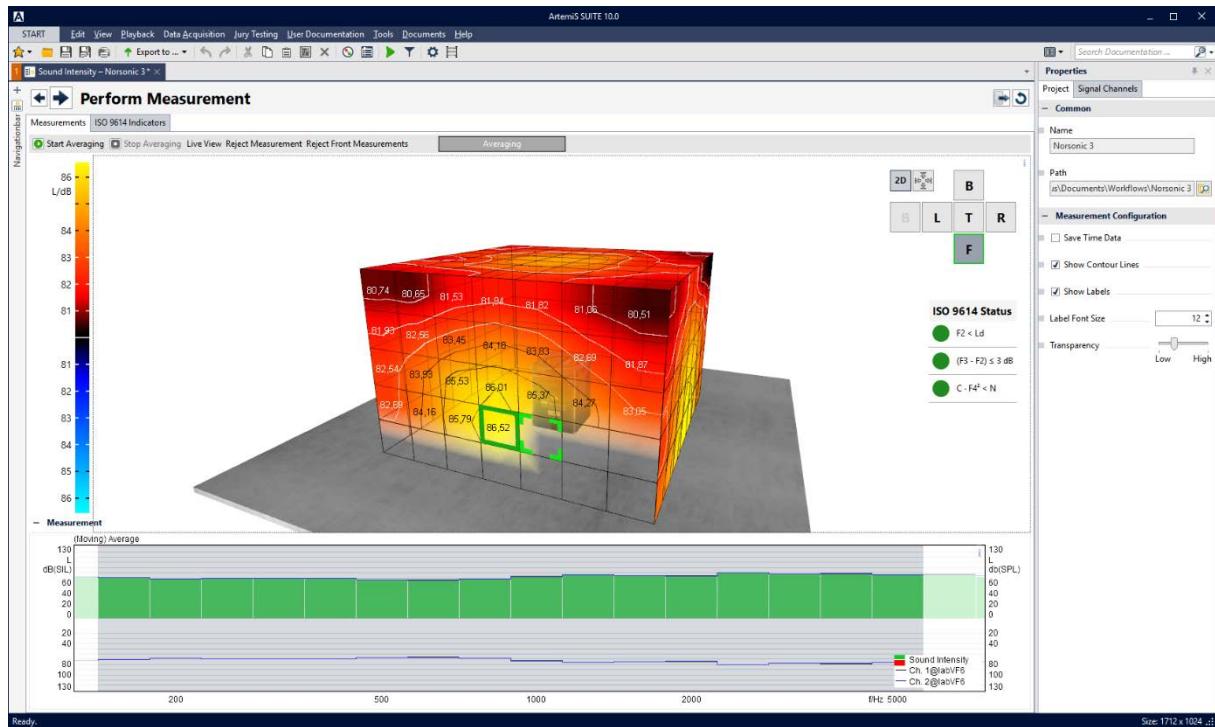 ArtemiS SUITE 10.0
START Edit View Playback Data Acquisition Jury Testing User Documentation Tools Documents Help
Export to ... Search Documentation ...
1 Sound Intensity – Norsonic 3*
Navigationbar
Perform Measurement
Measurements ISO 9614 Indicators
Start Averaging Stop Averaging Live View Reject Measurement Reject Front Measurements Averaging
86
L/dB
84
83
82
81
81
82
83
84
85
86
2D
B
B L T R
F
80,74 80,65 81,53 81,94 81,82 81,06 80,51
81,93 82,56 83,45 84,18 83,83 82,69 81,87
82,54 83,93 85,53 86,01 85,37 84,27 83,05
82,89 84,16 85,79 86,52
ISO 9614 Status
F2 < Ld
(F3 - F2) ≤ 3 dB
C - F4² < N
Measurement
(Moving) Average
130
L
dB(SIL)
60
40
20
0
20
40
80
100
130
130
L
db(SPL)
60
40
20
0
20
40
80
100
130
Sound Intensity
Ch. 1@labVF6
Ch. 2@labVF6
200 500 1000 2000 f/Hz 5000
Properties
Project Signal Channels
Common
Name
Norsonic 3
Path
is\Documents\Workflows\Norsonic 3
Measurement Configuration
Save Time Data
Show Contour Lines
Show Labels
Label Font Size 12
Transparency
Low High
Ready. Size: 1712 x 1024